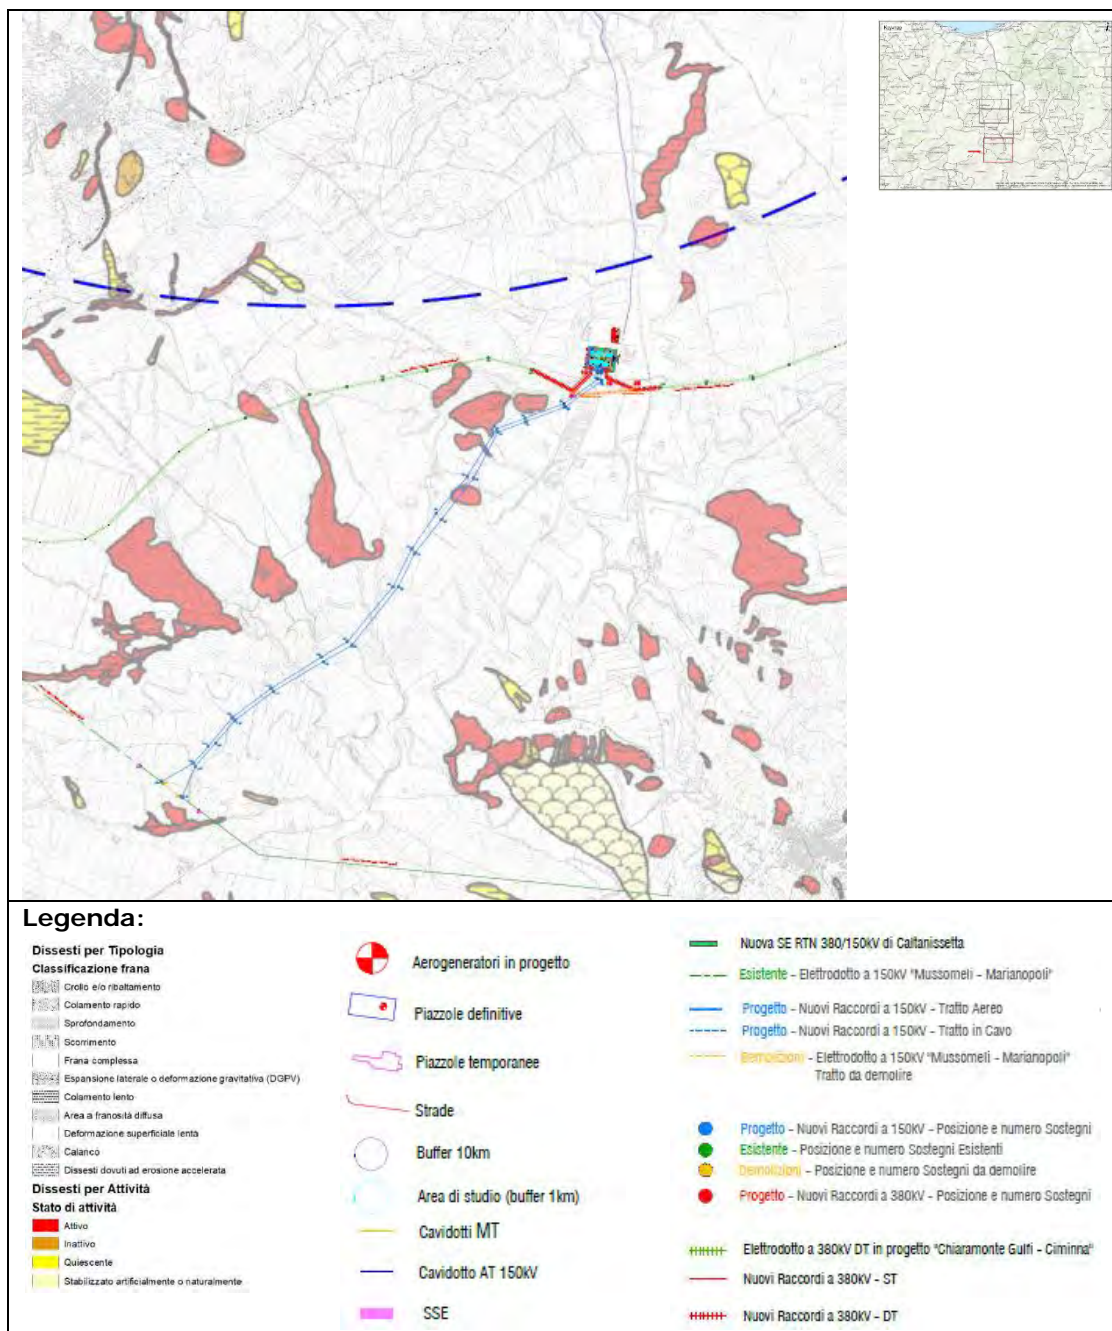 Legenda:
Dissesti per Tipologia
Classificazione frana
Crollo e/o ribaltamento
Colamento rapido
Sprofondamento
Scorrimento
Frana complessa
Espansione laterale o deformazione gravitativa (DGPV)
Colamento lento
Area a franosità diffusa
Deformazione superficiale lenta
Calanco
Dissesti dovuti ad erosione accelerata
Dissesti per Attività
Stato di attività
Attivo
Inattivo
Quiescente
Stabilizzato artificialmente o naturalmente
Aerogeneratori in progetto
Piazzole definitive
Piazzole temporanee
Strade
Buffer 10km
Area di studio (buffer 1km)
Cavidotti MT
Cavidotto AT 150kV
SSE
Nuova SE RTN 380/150kV di Caltanissetta
Esistente - Elettrodotto a 150kV "Mussomeli - Marianopoli"
Progetto - Nuovi Raccordi a 150kV - Tratto Aereo
Progetto - Nuovi Raccordi a 150kV - Tratto in Cavo
Demolizioni - Elettrodotto a 150kV "Mussomeli - Marianopoli"
Tratto da demolire
Progetto - Nuovi Raccordi a 150kV - Posizione e numero Sostegni
Esistente - Posizione e numero Sostegni Esistenti
Demolizioni - Posizione e numero Sostegni da demolire
Progetto - Nuovi Raccordi a 380kV - Posizione e numero Sostegni
Elettrodotto a 380kV DT in progetto "Chiaramonte Gulfi - Ciminna"
Nuovi Raccordi a 380kV - ST
Nuovi Raccordi a 380kV - DT